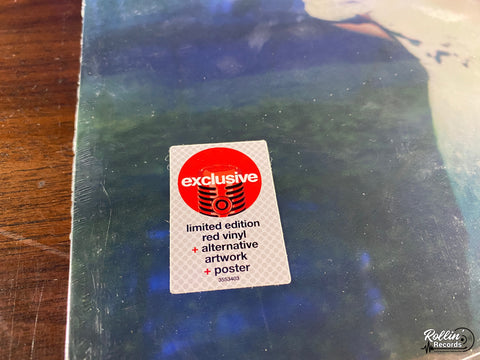 exclusive
limited edition
red vinyl
+ alternative
artwork
+ poster
3553403
Rollin'
Records